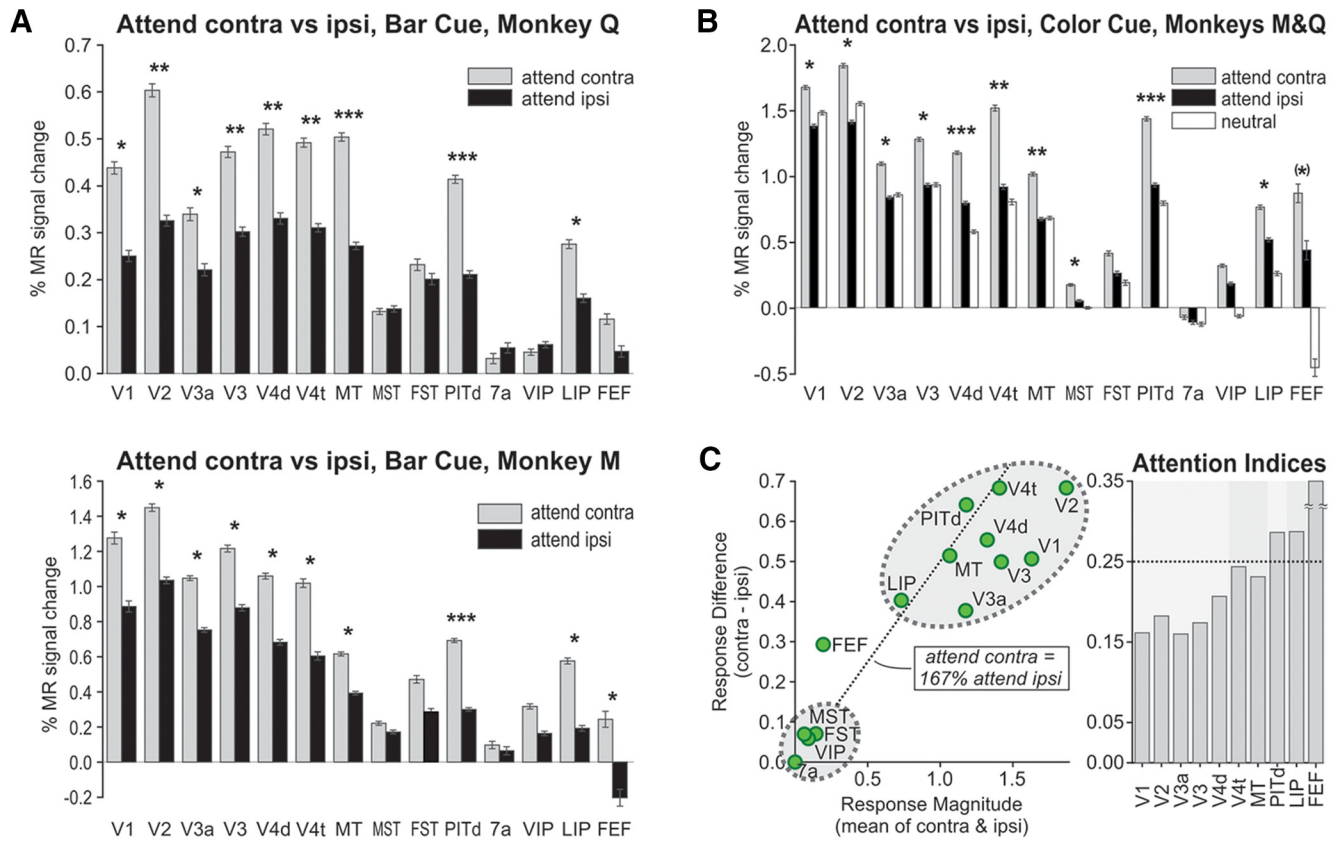 A
Attend contra vs ipsi, Bar Cue, Monkey Q
% MR signal change
0.7
0.6
0.5
0.4
0.3
0.2
0.1
0.0
attend contra
attend ipsi
* ** * ** ** ** *** *** *
V1 V2 V3a V3 V4d V4t MT MST FST PITd 7a VIP LIP FEF
Attend contra vs ipsi, Bar Cue, Monkey M
% MR signal change
1.6
1.4
1.2
1.0
0.8
0.6
0.4
0.2
0.0
-0.2
attend contra
attend ipsi
* * * * * * * *** * *
V1 V2 V3a V3 V4d V4t MT MST FST PITd 7a VIP LIP FEF
B
Attend contra vs ipsi, Color Cue, Monkeys M&Q
% MR signal change
2.0
1.5
1.0
0.5
0.0
-0.5
attend contra
attend ipsi
neutral
* * * * *** ** ** * *** * (*)
V1 V2 V3a V3 V4d V4t MT MST FST PITd 7a VIP LIP FEF
C
Response Difference
(contra - ipsi)
0.7
0.6
0.5
0.4
0.3
0.2
0.1
0.0
V4t
V2
PITd
V4d
V1
MT
V3
LIP
V3a
FEF
attend contra =
167% attend ipsi
MST
FST
VIP
7a
0.5 1.0 1.5
Response Magnitude
(mean of contra & ipsi)
Attention Indices
0.35
0.25
0.15
0.05
0.00
≈ ≈
V1 V2 V3a V3 V4d V4t MT PITd LIP FEF